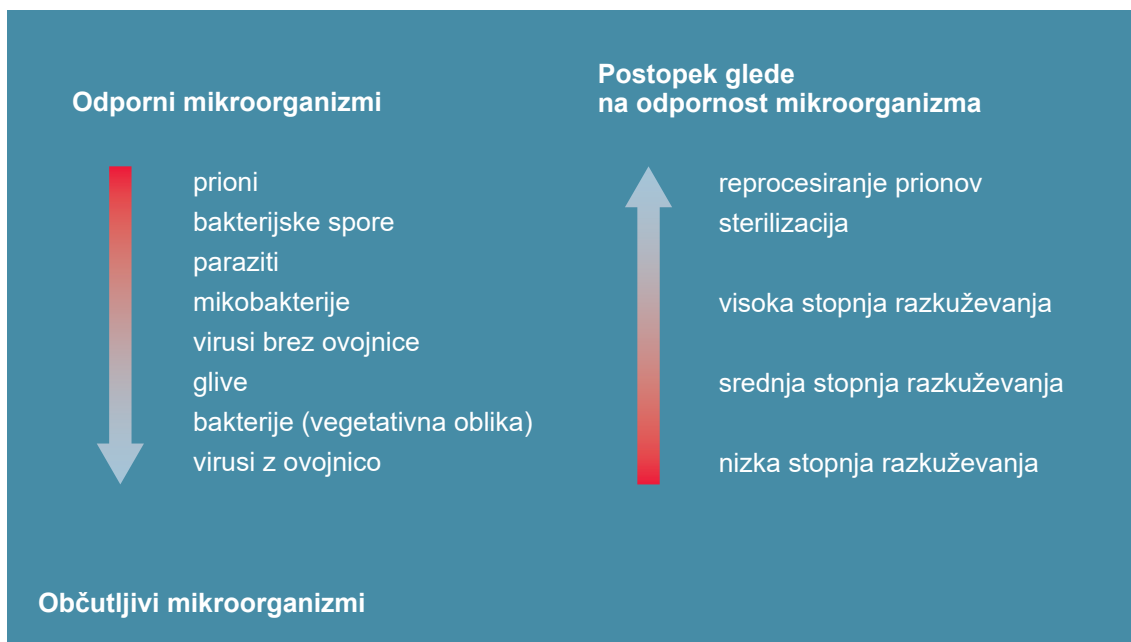 Odporni mikroorganizmi
prioni
bakterijske spore
paraziti
mikobakterije
virusi brez ovojnice
glive
bakterije (vegetativna oblika)
virusi z ovojnico
Občutljivi mikroorganizmi
Postopek glede
na odpornost mikroorganizma
reprocesiranje prionov
sterilizacija
visoka stopnja razkuževanja
srednja stopnja razkuževanja
nizka stopnja razkuževanja